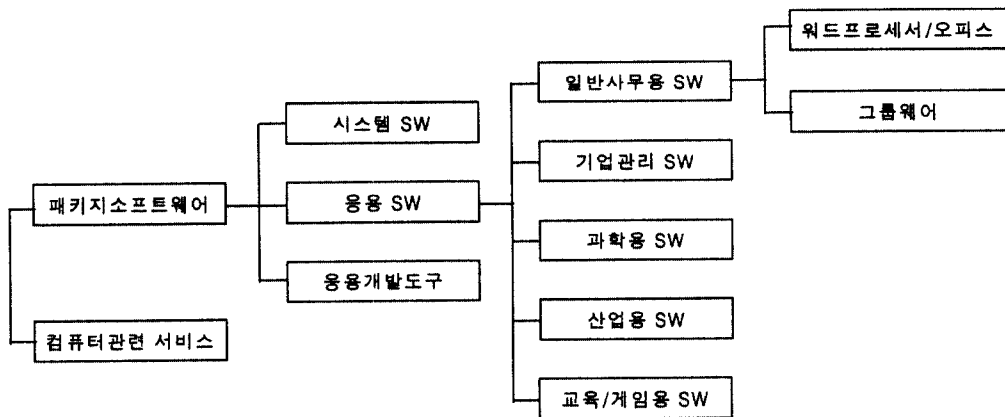 워드프로세서/오피스
일반사무용 SW
그룹웨어
시스템 SW
기업관리 SW
패키지소프트웨어
응용 SW
과학용 SW
응용개발도구
산업용 SW
컴퓨터관련 서비스
교육/게임용 SW